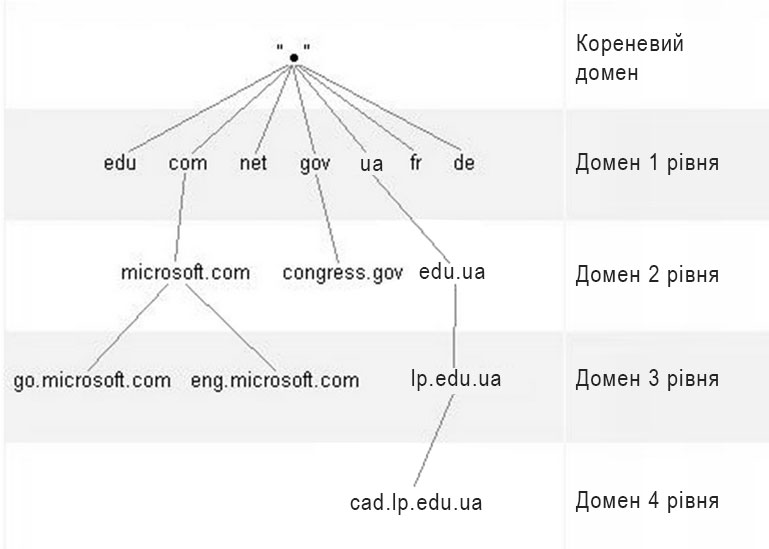 " • "
Кореневий
домен
edu com net gov ua fr de
Домен 1 рівня
microsoft.com congress.gov edu.ua
Домен 2 рівня
go.microsoft.com eng.microsoft.com lp.edu.ua
Домен 3 рівня
cad.lp.edu.ua
Домен 4 рівня